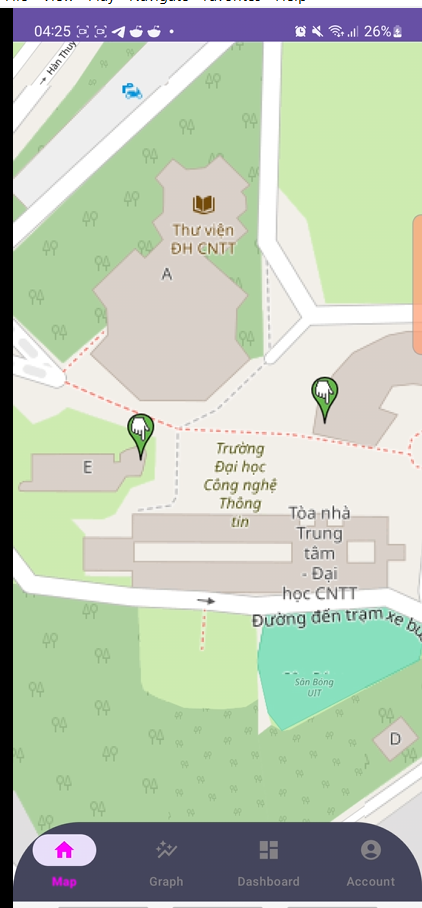 File View Play Navigate Favorites Help
04:25
26%
→ Hàn Thuy
Thư viện
ĐH CNTT
A
E
Trường
Đại học
Công nghệ
Thông
tin
Tòa nhà
Trung
tâm
- Đại
học CNTT
Đường đến trạm xe bu
Sân Bóng
UIT
D
Map
Graph
Dashboard
Account